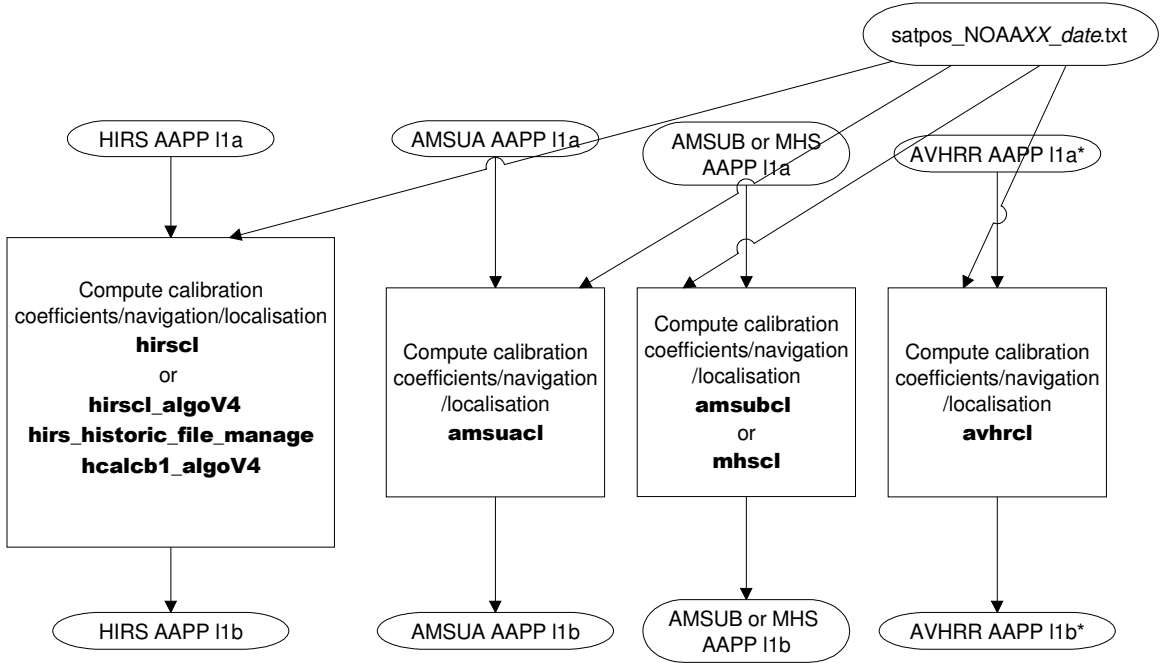 satpos_NOAAXX_date.txt
HIRS AAPP l1a
AMSUA AAPP l1a
AMSUB or MHS
AAPP l1a
AVHRR AAPP l1a*
Compute calibration
coefficients/navigation/localisation
hirscl
or
hirscl_algoV4
hirs_historic_file_manage
hcalcb1_algoV4
Compute calibration
coefficients/navigation
/localisation
amsuacl
Compute calibration
coefficients/navigation
/localisation
amsubcl
or
mhscl
Compute calibration
coefficients/navigation
/localisation
avhrcl
HIRS AAPP l1b
AMSUA AAPP l1b
AMSUB or MHS
AAPP l1b
AVHRR AAPP l1b*